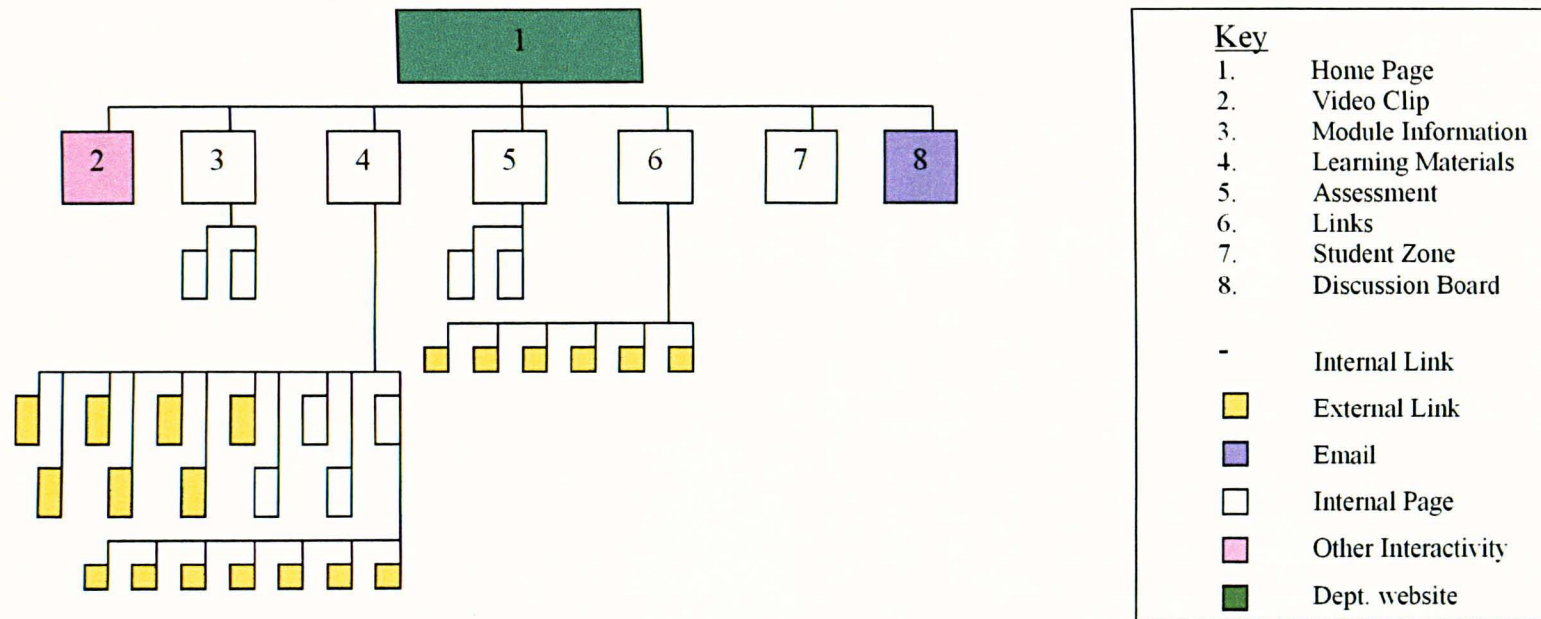 1
2 3 4 5 6 7 8
Key
1. Home Page
2. Video Clip
3. Module Information
4. Learning Materials
5. Assessment
6. Links
7. Student Zone
8. Discussion Board
- Internal Link
External Link
Email
Internal Page
Other Interactivity
Dept. website